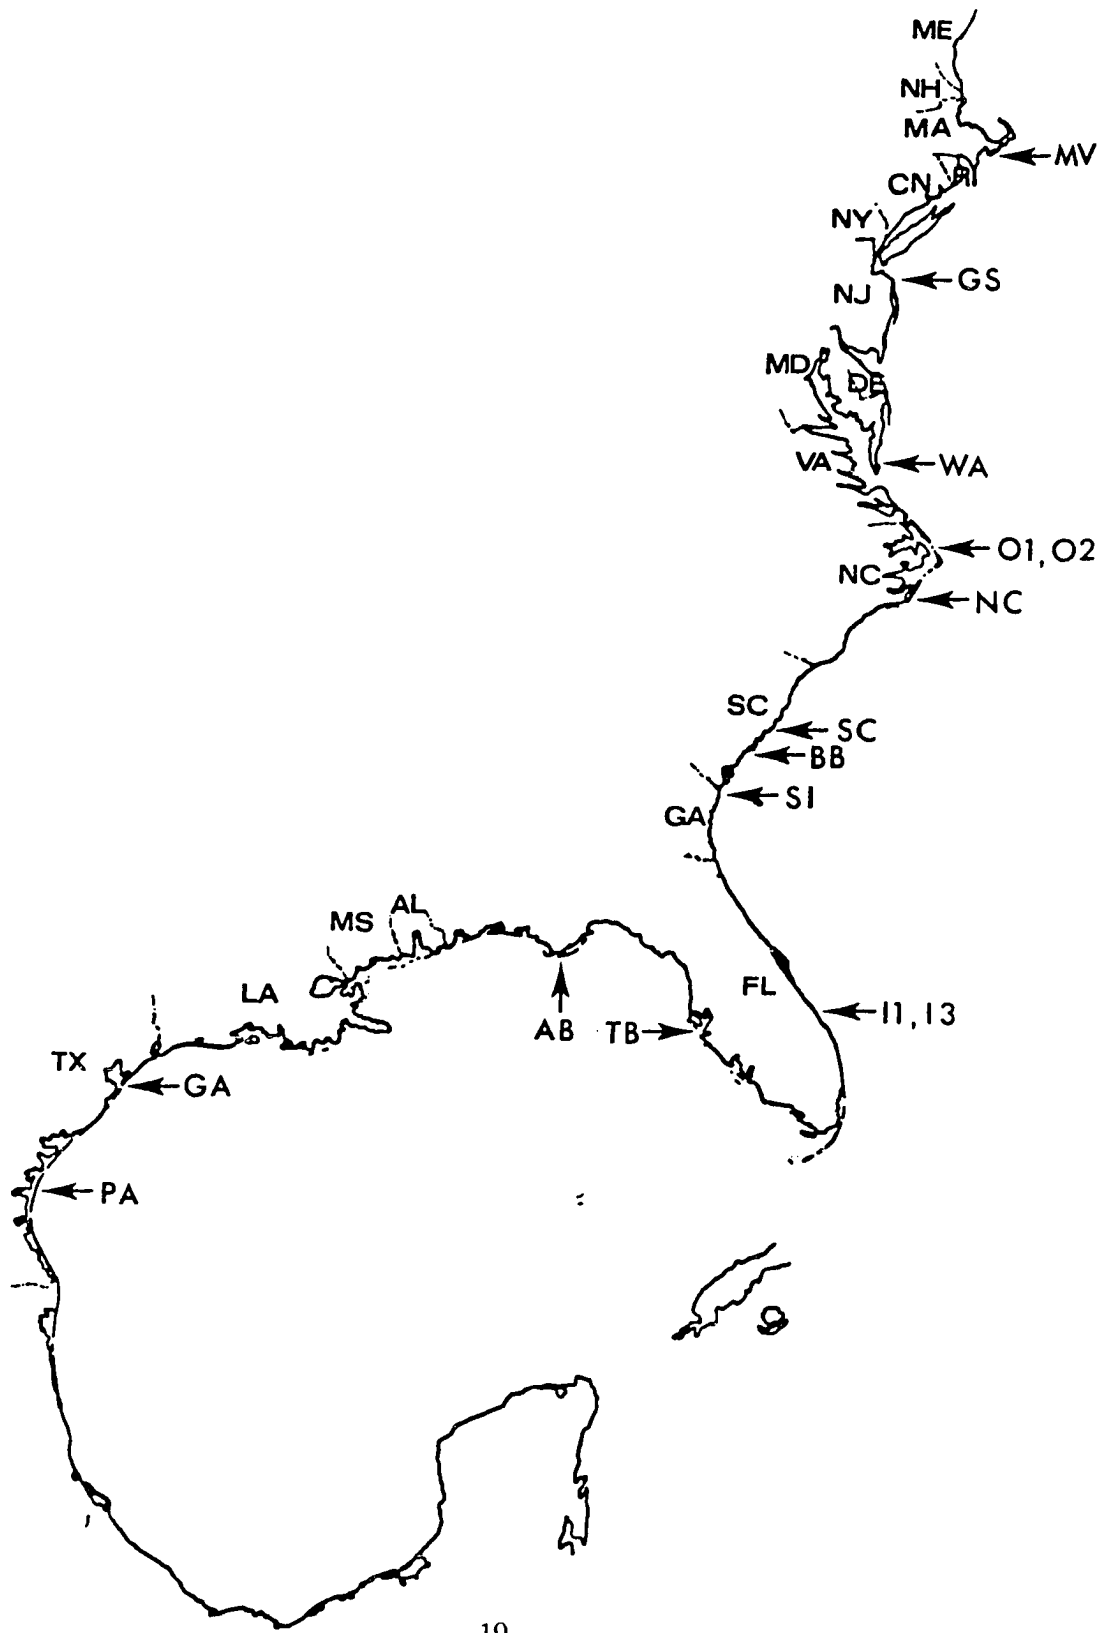 ME
NH
MA
MV
RI
CN
NY
GS
NJ
MD
DE
VA
WA
O1, O2
NC
NC
SC
SC
BB
SI
GA
AL
MS
FL
LA
I1, I3
AB
TB
TX
GA
PA
19